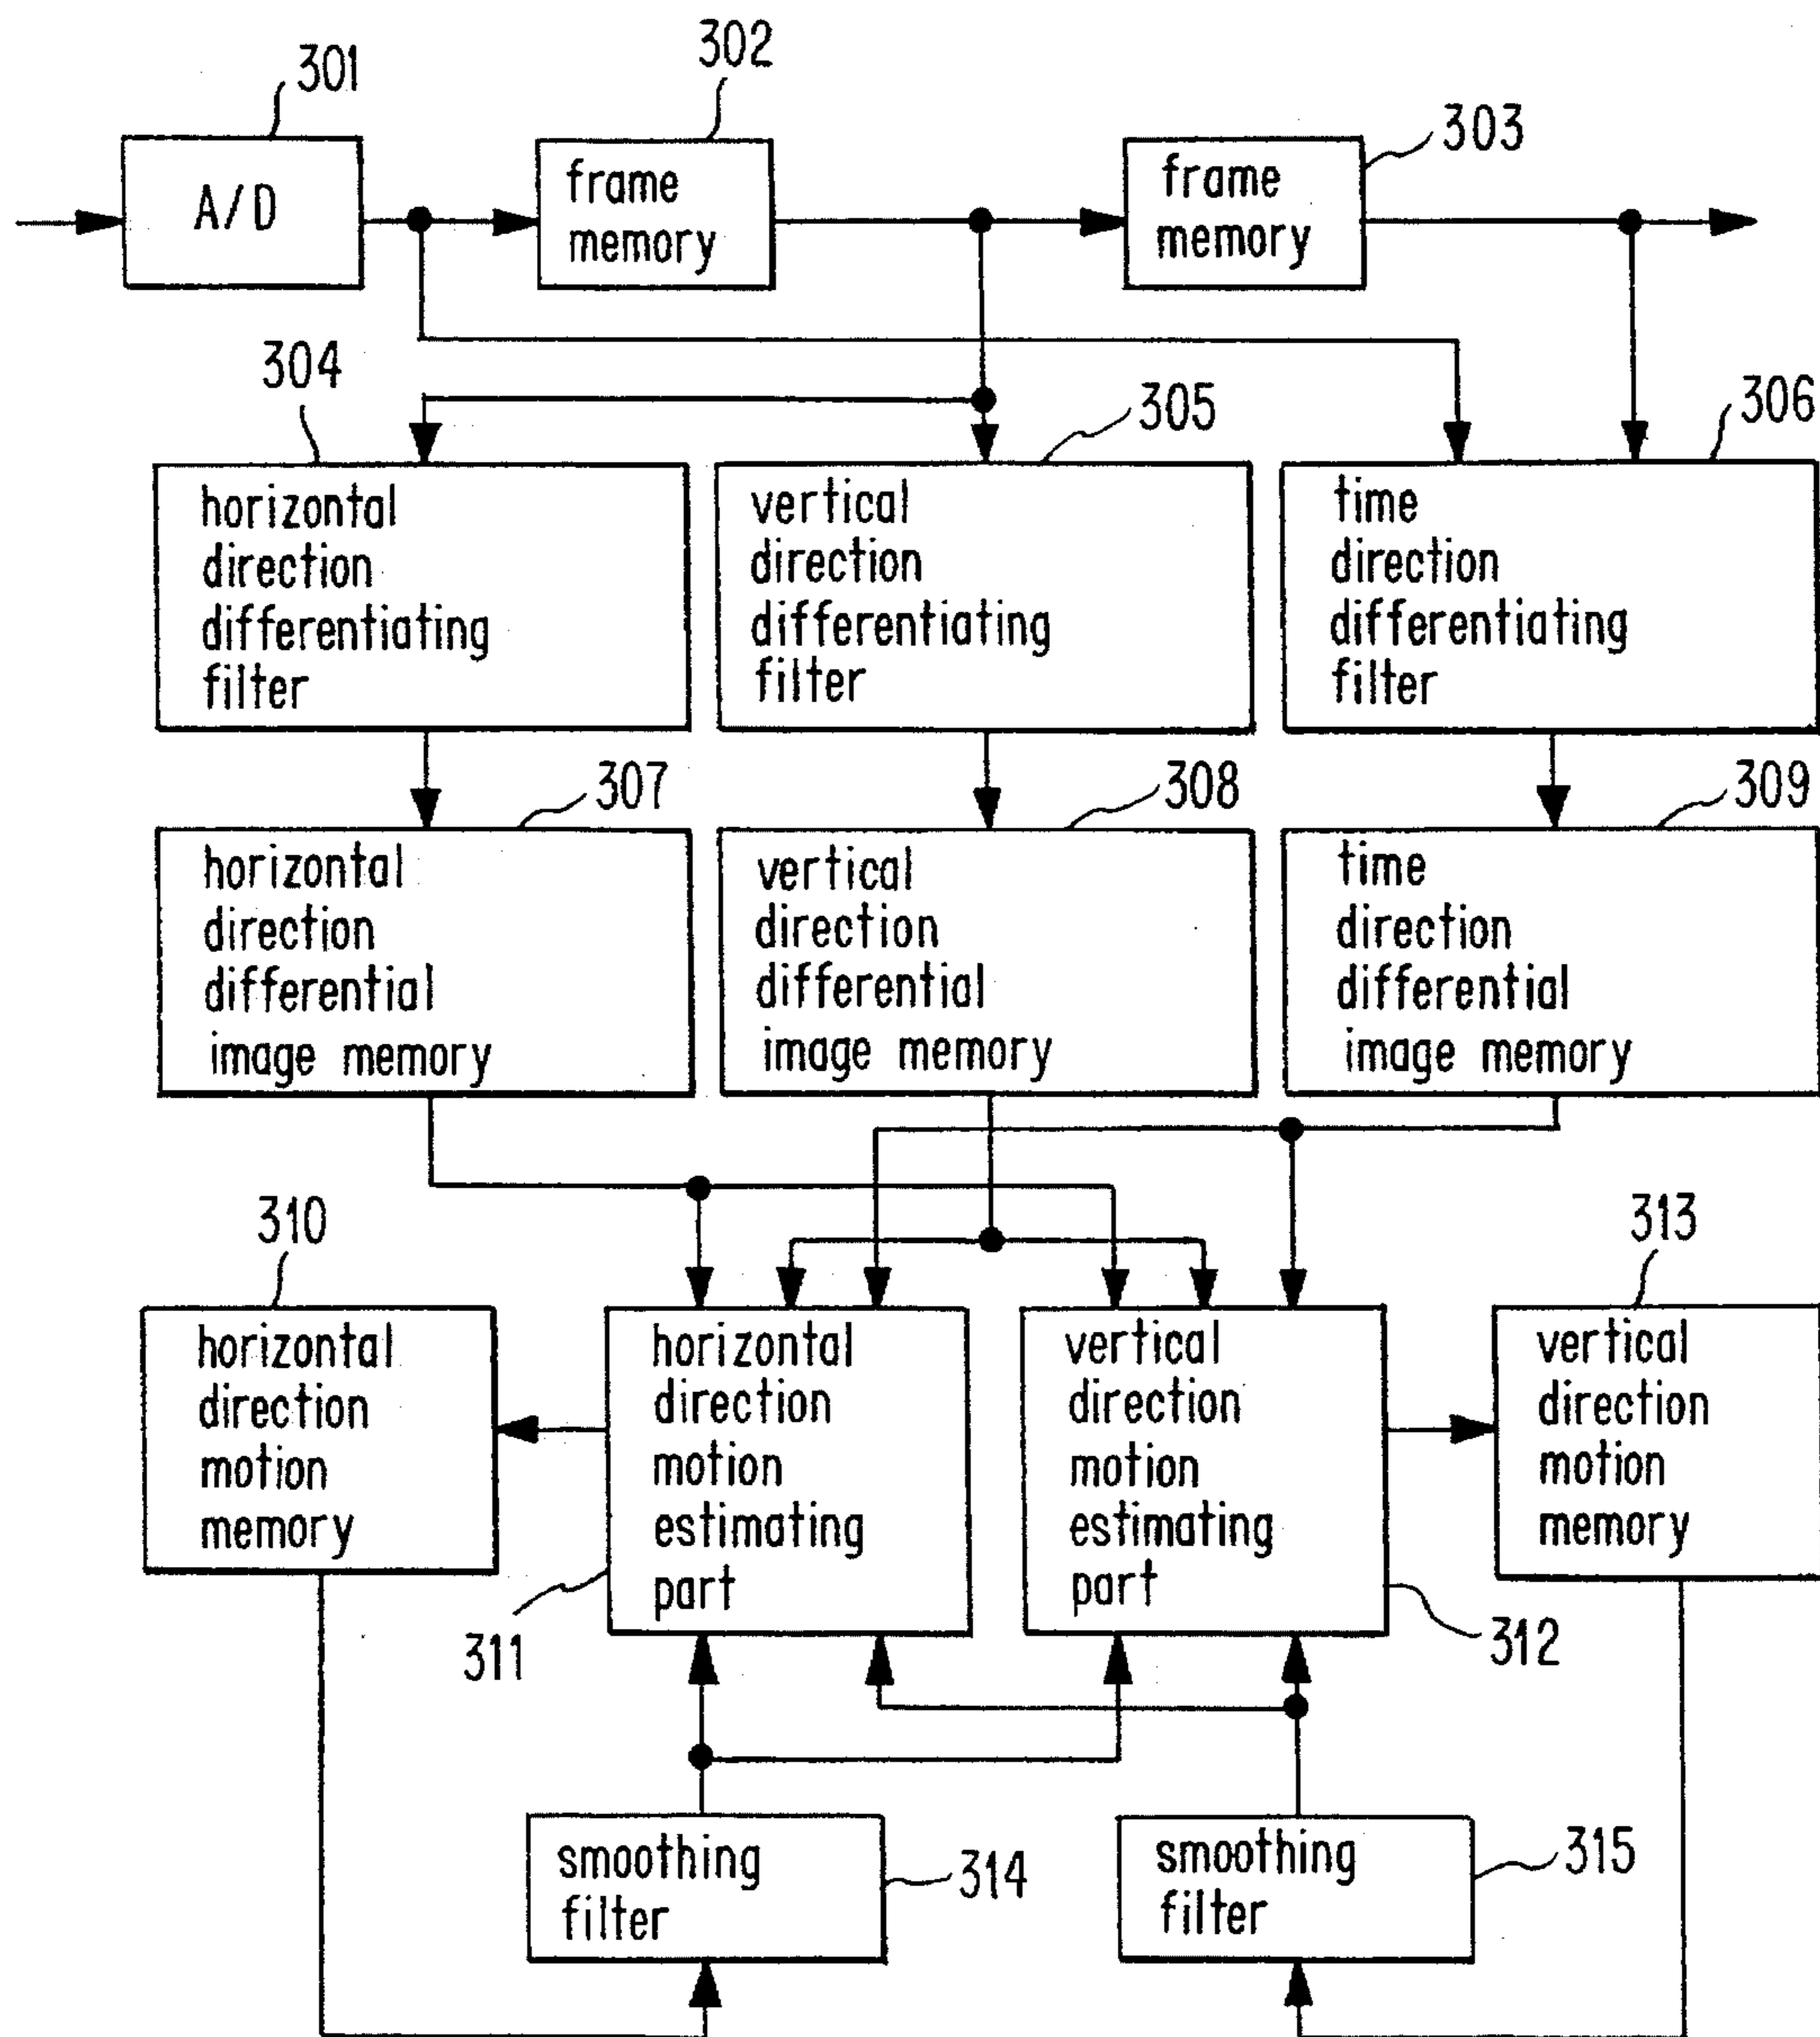 301
302
303
A/D
frame
memory
frame
memory
304
305
306
horizontal
direction
differentiating
filter
vertical
direction
differentiating
filter
time
direction
differentiating
filter
307
308
309
horizontal
direction
differential
image memory
vertical
direction
differential
image memory
time
direction
differential
image memory
310
313
horizontal
direction
motion
memory
horizontal
direction
motion
estimating
part
vertical
direction
motion
estimating
part
vertical
direction
motion
memory
311
312
smoothing
filter
314
smoothing
filter
315